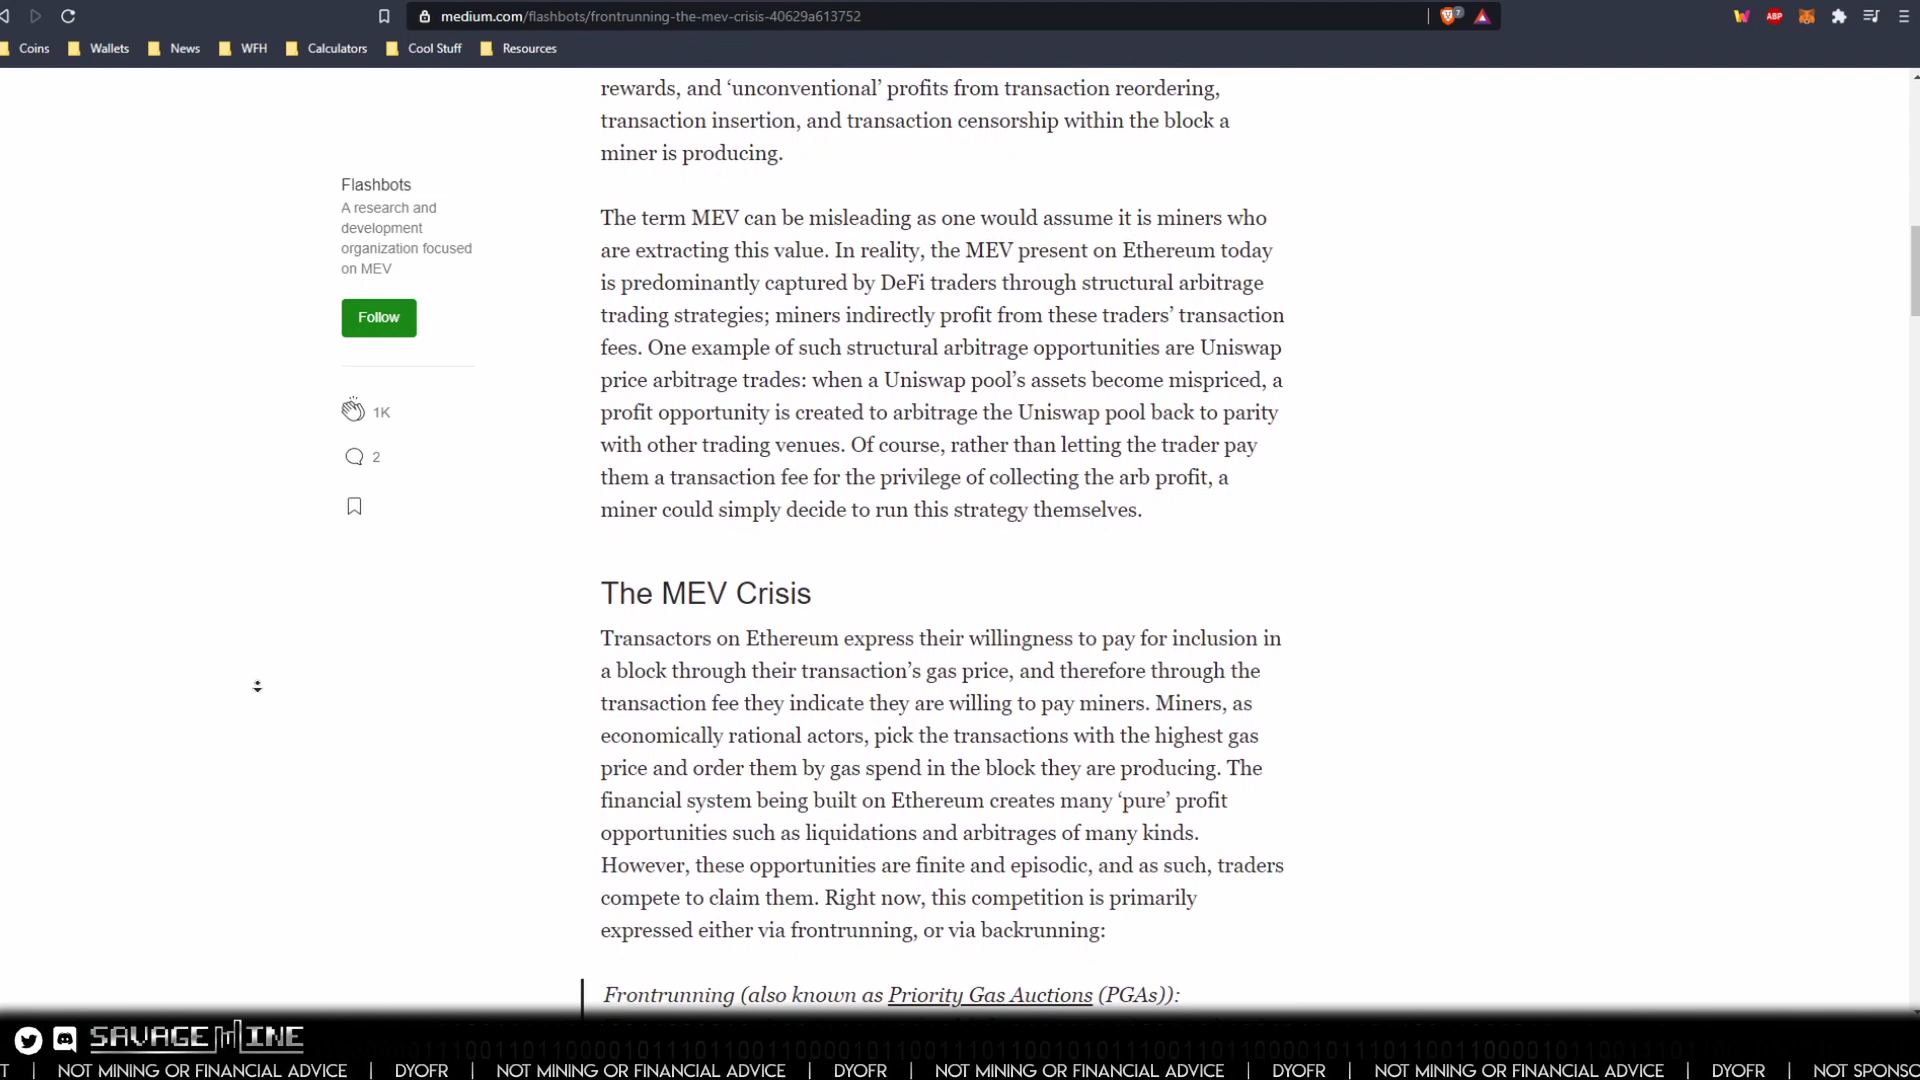 medium.com/flashbots/frontrunning-the-mev-crisis-40629a613752
7
ABP
Coins
Wallets
News
WFH
Calculators
Cool Stuff
Resources
rewards, and ‘unconventional’ profits from transaction reordering,
transaction insertion, and transaction censorship within the block a
miner is producing.
Flashbots
A research and
development
organization focused
on MEV
Follow
1K
2
The term MEV can be misleading as one would assume it is miners who
are extracting this value. In reality, the MEV present on Ethereum today
is predominantly captured by DeFi traders through structural arbitrage
trading strategies; miners indirectly profit from these traders’ transaction
fees. One example of such structural arbitrage opportunities are Uniswap
price arbitrage trades: when a Uniswap pool’s assets become mispriced, a
profit opportunity is created to arbitrage the Uniswap pool back to parity
with other trading venues. Of course, rather than letting the trader pay
them a transaction fee for the privilege of collecting the arb profit, a
miner could simply decide to run this strategy themselves.
The MEV Crisis
Transactors on Ethereum express their willingness to pay for inclusion in
a block through their transaction’s gas price, and therefore through the
transaction fee they indicate they are willing to pay miners. Miners, as
economically rational actors, pick the transactions with the highest gas
price and order them by gas spend in the block they are producing. The
financial system being built on Ethereum creates many ‘pure’ profit
opportunities such as liquidations and arbitrages of many kinds.
However, these opportunities are finite and episodic, and as such, traders
compete to claim them. Right now, this competition is primarily
expressed either via frontrunning, or via backrunning:
Frontrunning (also known as Priority Gas Auctions (PGAs)):
SAVAGE MINE
T | NOT MINING OR FINANCIAL ADVICE | DYOFR | NOT MINING OR FINANCIAL ADVICE | DYOFR | NOT MINING OR FINANCIAL ADVICE | DYOFR | NOT MINING OR FINANCIAL ADVICE | DYOFR | NOT SPONSO